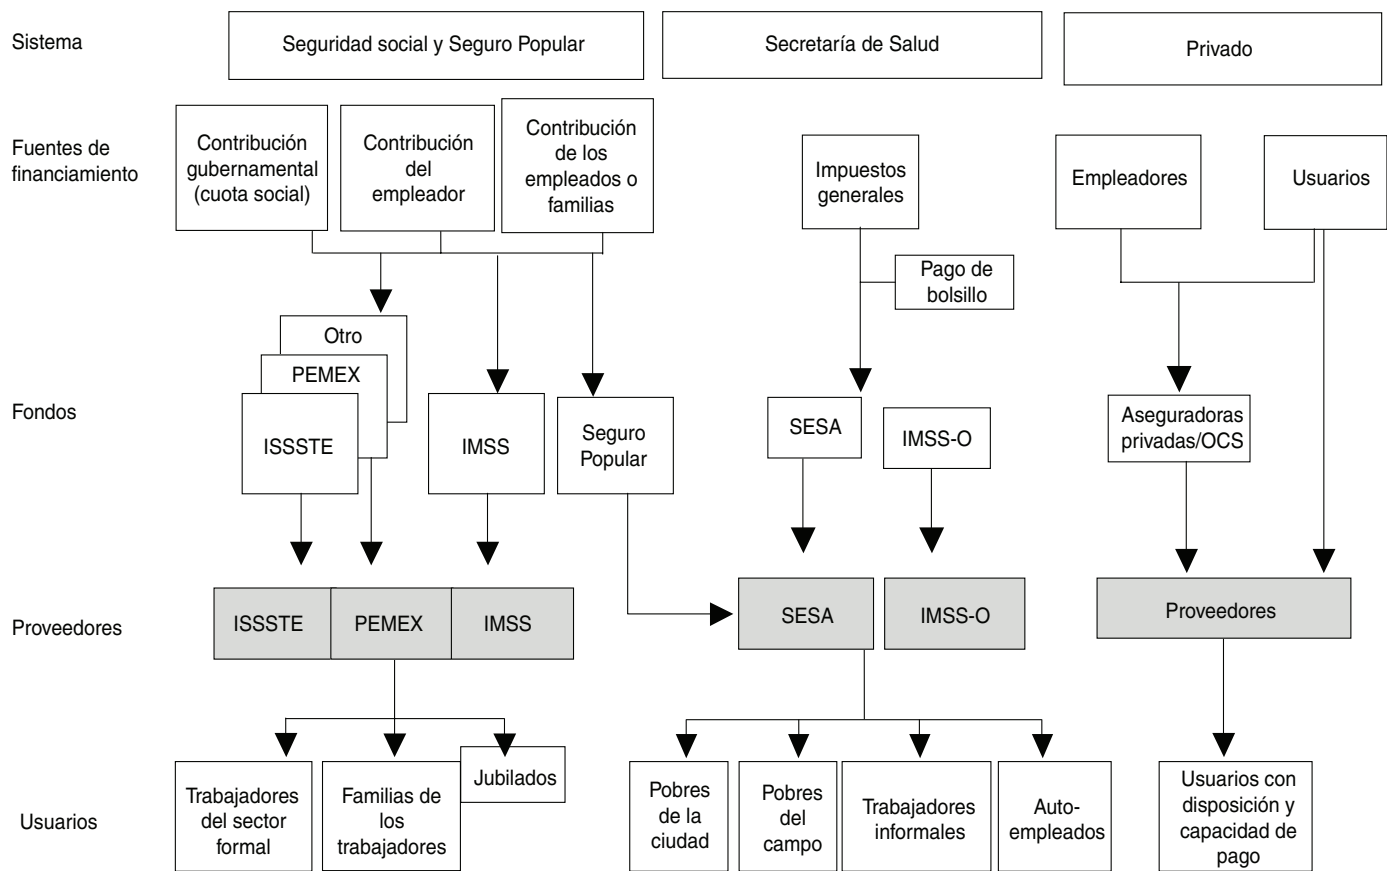 Sistema
Seguridad social y Seguro Popular
Secretaría de Salud
Privado
Fuentes de
financiamiento
Contribución
gubernamental
(cuota social)
Contribución
del
empleador
Contribución
de los
empleados o
familias
Impuestos
generales
Empleadores
Usuarios
Pago de
bolsillo
Fondos
Otro
PEMEX
ISSSTE
IMSS
Seguro
Popular
SESA
IMSS-O
Aseguradoras
privadas/OCS
Proveedores
ISSSTE
PEMEX
IMSS
SESA
IMSS-O
Proveedores
Usuarios
Trabajadores
del sector
formal
Familias de
los
trabajadores
Jubilados
Pobres
de la
ciudad
Pobres
del
campo
Trabajadores
informales
Auto-
empleados
Usuarios con
disposición y
capacidad de
pago